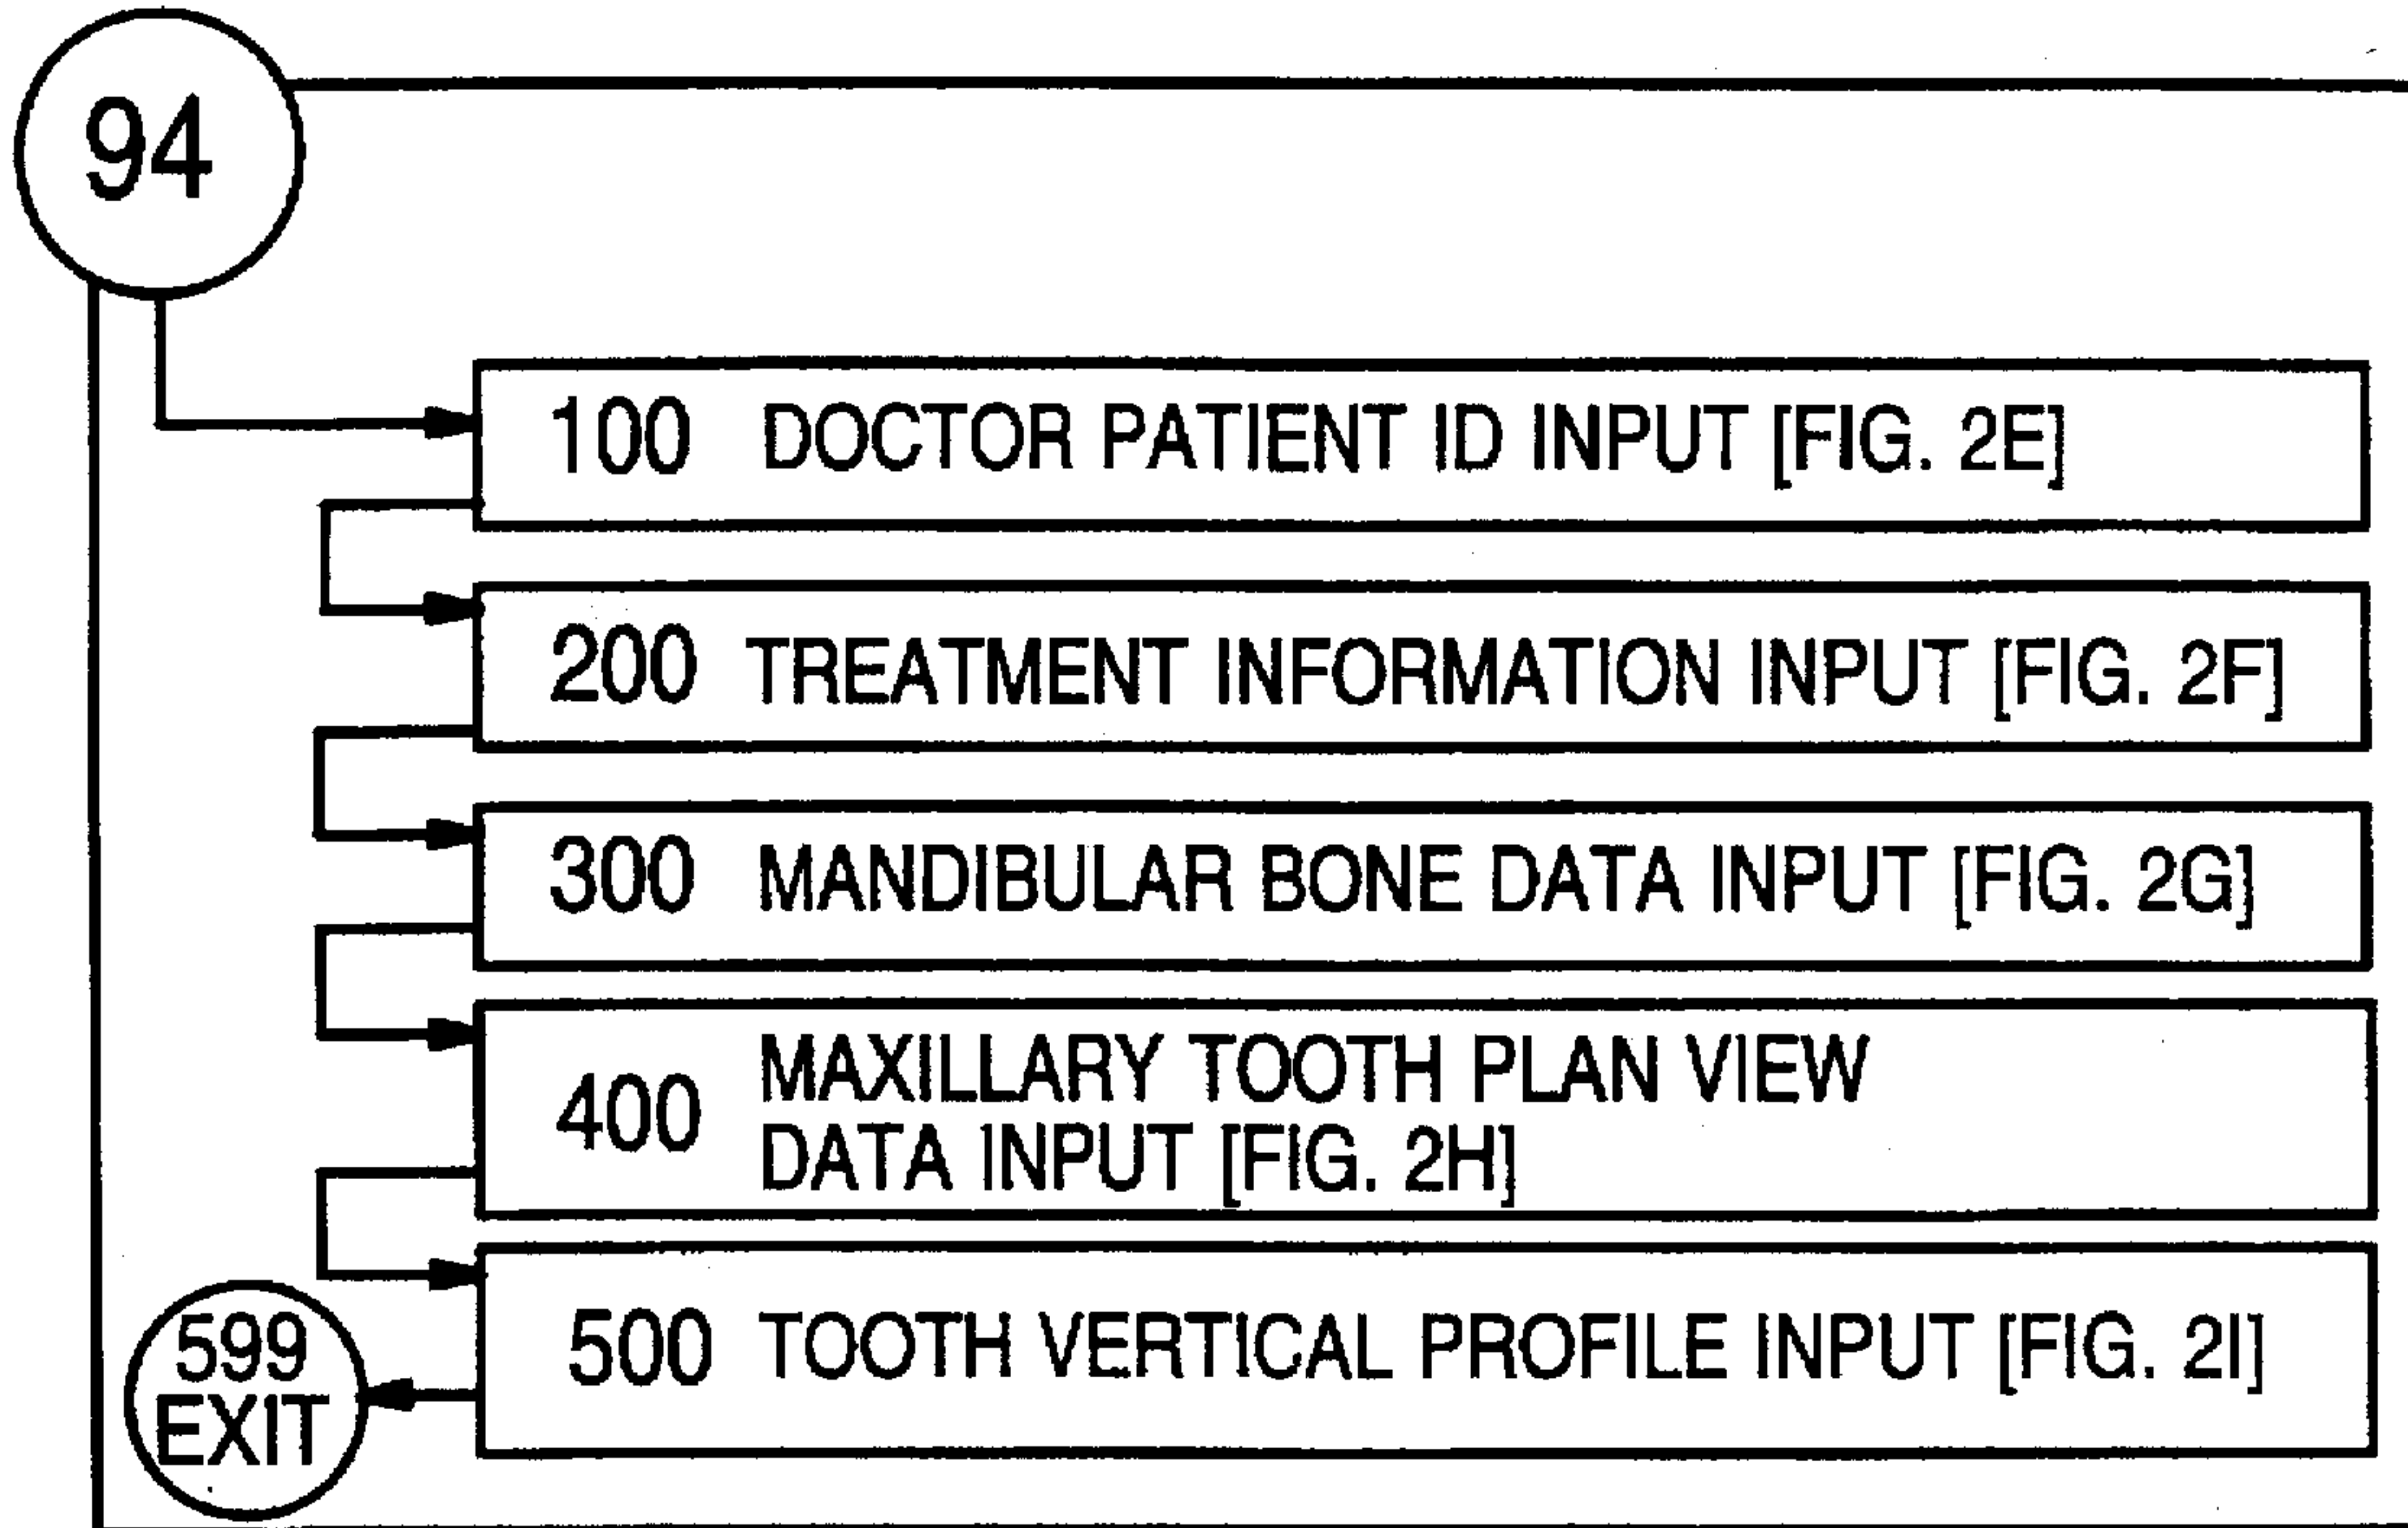 94
100 DOCTOR PATIENT ID INPUT [FIG. 2E]
200 TREATMENT INFORMATION INPUT [FIG. 2F]
300 MANDIBULAR BONE DATA INPUT [FIG. 2G]
400 MAXILLARY TOOTH PLAN VIEW
DATA INPUT [FIG. 2H]
500 TOOTH VERTICAL PROFILE INPUT [FIG. 2I]
599
EXIT